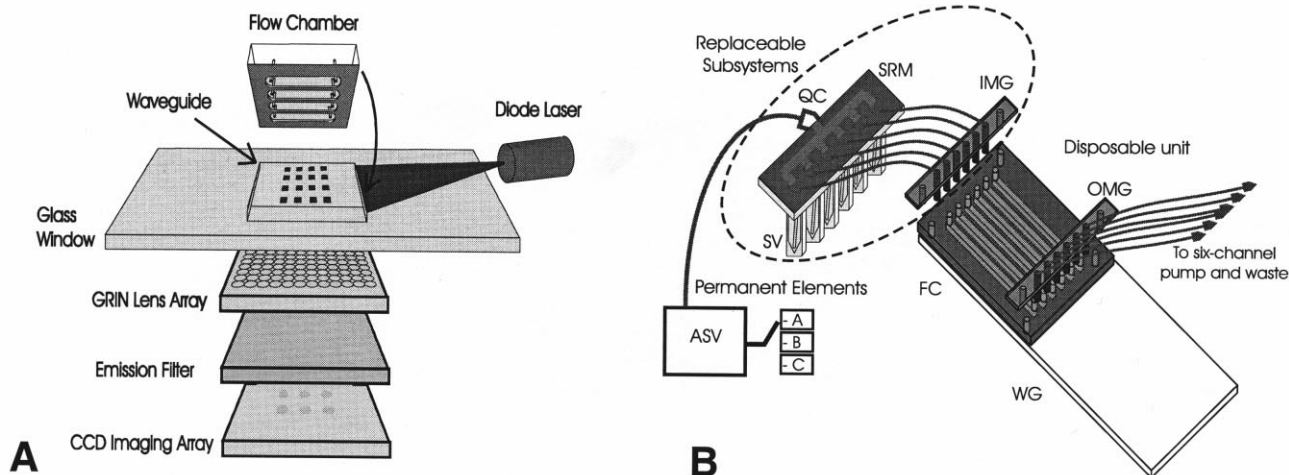 Flow Chamber
Waveguide
Diode Laser
Glass
Window
GRIN Lens Array
Emission Filter
CCD Imaging Array
A
Replaceable
Subsystems
SRM
IMG
QC
Disposable unit
OMG
SV
To six-channel
pump and waste
Permanent Elements
FC
ASV
- A
- B
- C
WG
B